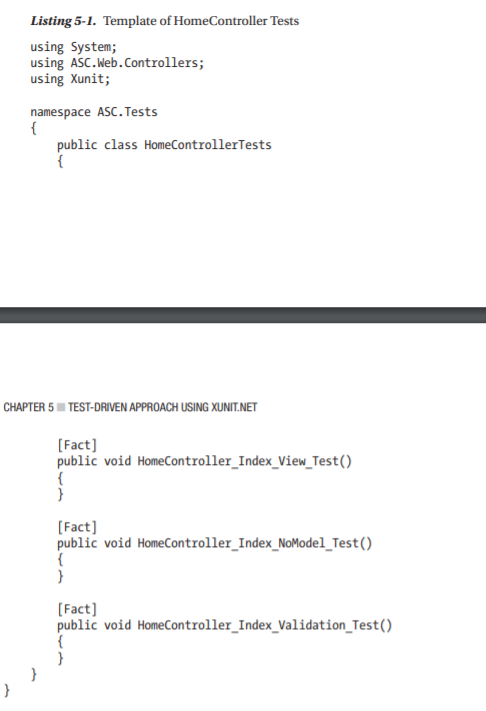 Listing 5-1. Template of HomeController Tests
using System;
using ASC.Web.Controllers;
using Xunit;
namespace ASC.Tests
{
public class HomeControllerTests
{
CHAPTER 5 ■ TEST-DRIVEN APPROACH USING XUNIT.NET
[Fact]
public void HomeController_Index_View_Test()
{
}
[Fact]
public void HomeController_Index_NoModel_Test()
{
}
[Fact]
public void HomeController_Index_Validation_Test()
{
}
}
}